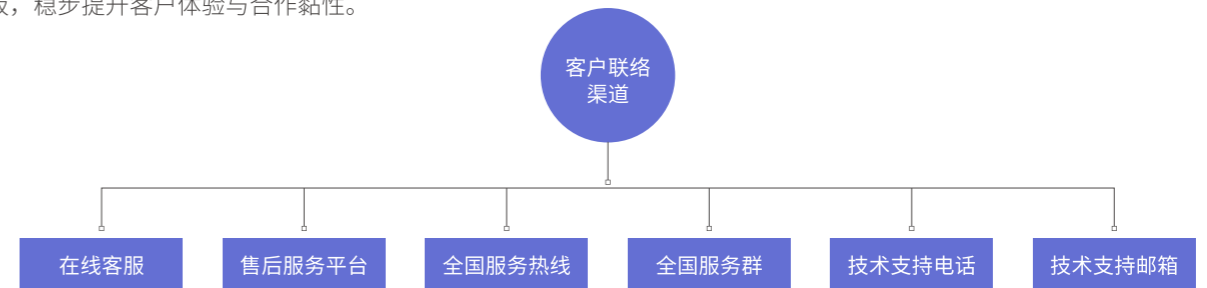 ，稳步提升客户体验与合作黏性。
客户联络
渠道
在线客服
售后服务平台
全国服务热线
全国服务群
技术支持电话
技术支持邮箱